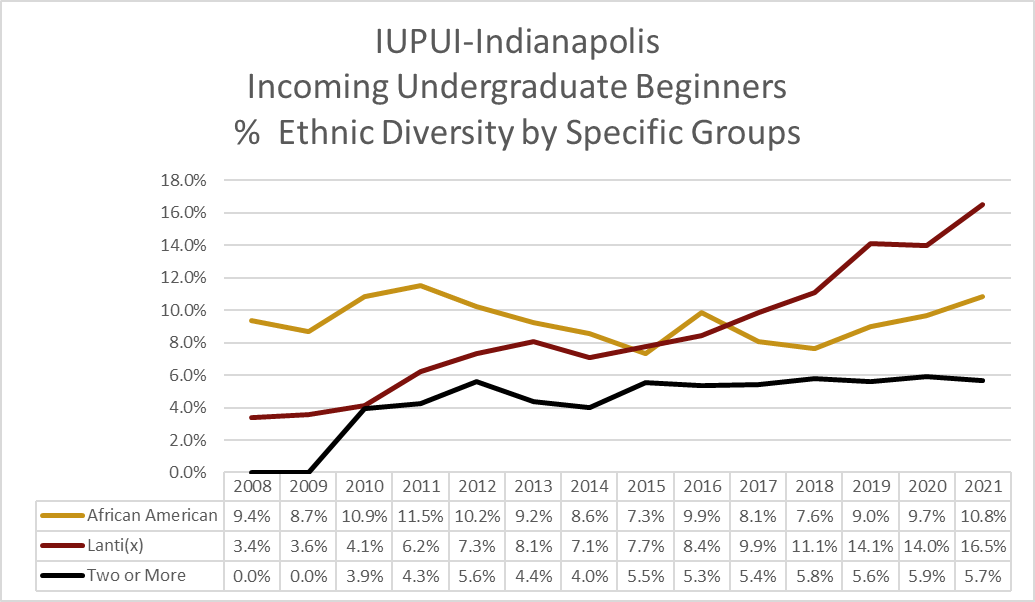 IUPUI-Indianapolis
Incoming Undergraduate Beginners
%  Ethnic Diversity by Specific Groups
18.0%
16.0%
14.0%
12.0%
10.0%
8.0%
6.0%
4.0%
2.0%
0.0%
2008 2009 2010 2011 2012 2013 2014 2015 2016 2017 2018 2019 2020 2021
African American 9.4% 8.7% 10.9% 11.5% 10.2% 9.2% 8.6% 7.3% 9.9% 8.1% 7.6% 9.0% 9.7% 10.8%
Lanti(x) 3.4% 3.6% 4.1% 6.2% 7.3% 8.1% 7.1% 7.7% 8.4% 9.9% 11.1% 14.1% 14.0% 16.5%
Two or More 0.0% 0.0% 3.9% 4.3% 5.6% 4.4% 4.0% 5.5% 5.3% 5.4% 5.8% 5.6% 5.9% 5.7%